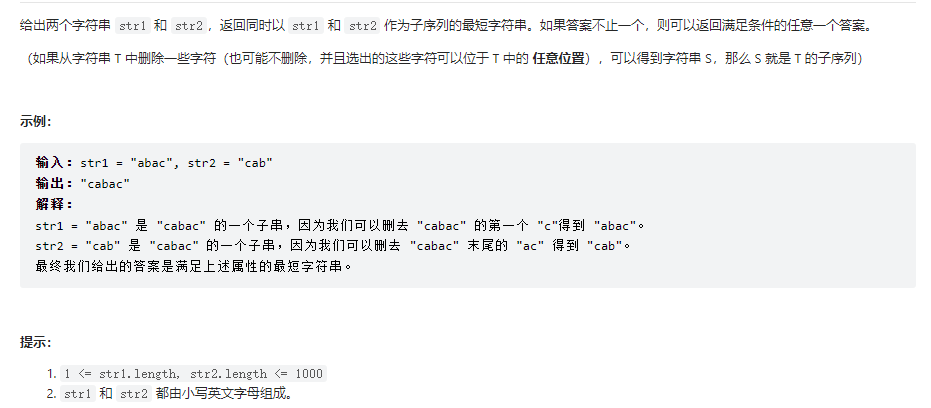 给出两个字符串 str1 和 str2，返回同时以 str1 和 str2 作为子序列的最短字符串。如果答案不止一个，则可以返回满足条件的任意一个答案。
（如果从字符串 T 中删除一些字符（也可能不删除，并且选出的这些字符可以位于 T 中的 任意位置），可以得到字符串 S，那么 S 就是 T 的子序列）
示例：
输入：str1 = "abac", str2 = "cab"
输出："cabac"
解释：
str1 = "abac" 是 "cabac" 的一个子串，因为我们可以删去 "cabac" 的第一个 "c"得到 "abac"。
str2 = "cab" 是 "cabac" 的一个子串，因为我们可以删去 "cabac" 末尾的 "ac" 得到 "cab"。
最终我们给出的答案是满足上述属性的最短字符串。
提示：
1. 1 <= str1.length, str2.length <= 1000
2. str1 和 str2 都由小写英文字母组成。